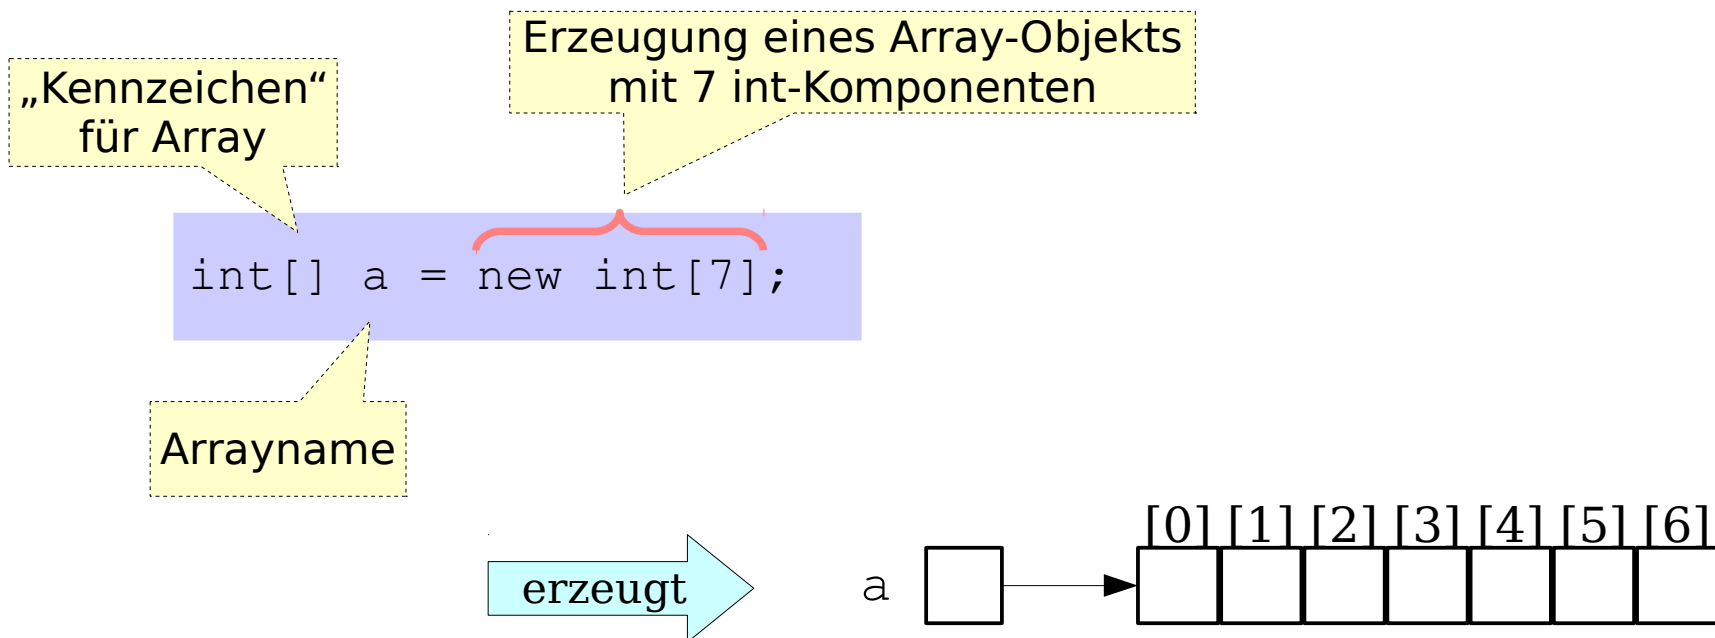 Erzeugung eines Array-Objekts
mit 7 int-Komponenten
„Kennzeichen“
für Array
int[] a = new int[7];
Arrayname
[0] [1] [2] [3] [4] [5] [6]
erzeugt
a